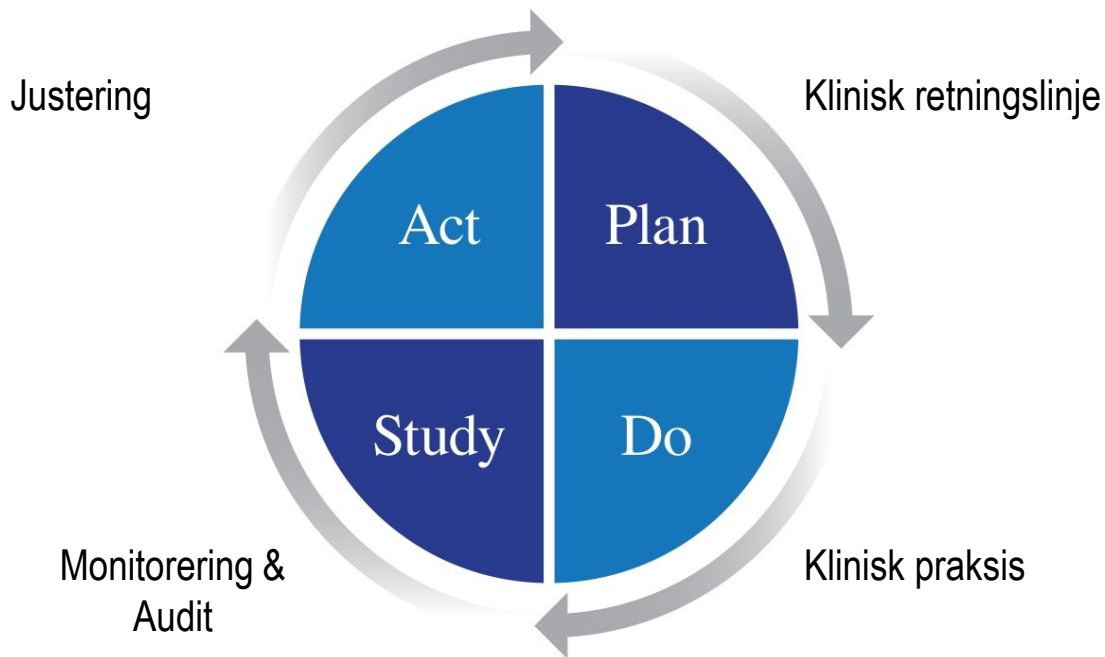 Justering
Klinisk retningslinje
Act
Plan
Study
Do
Monitorering &
Audit
Klinisk praksis